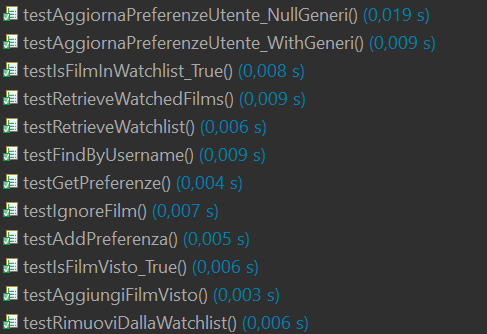 testAggiornaPreferenzeUtente_NullGeneri() (0,019 s)
testAggiornaPreferenzeUtente_WithGeneri() (0,009 s)
testIsFilmInWatchlist_True() (0,008 s)
testRetrieveWatchedFilms() (0,009 s)
testRetrieveWatchlist() (0,006 s)
testFindByUsername() (0,009 s)
testGetPreferenze() (0,004 s)
testIgnoreFilm() (0,007 s)
testAddPreferenza() (0,005 s)
testIsFilmVisto_True() (0,006 s)
testAggiungiFilmVisto() (0,003 s)
testRimuoviDallaWatchlist() (0,006 s)